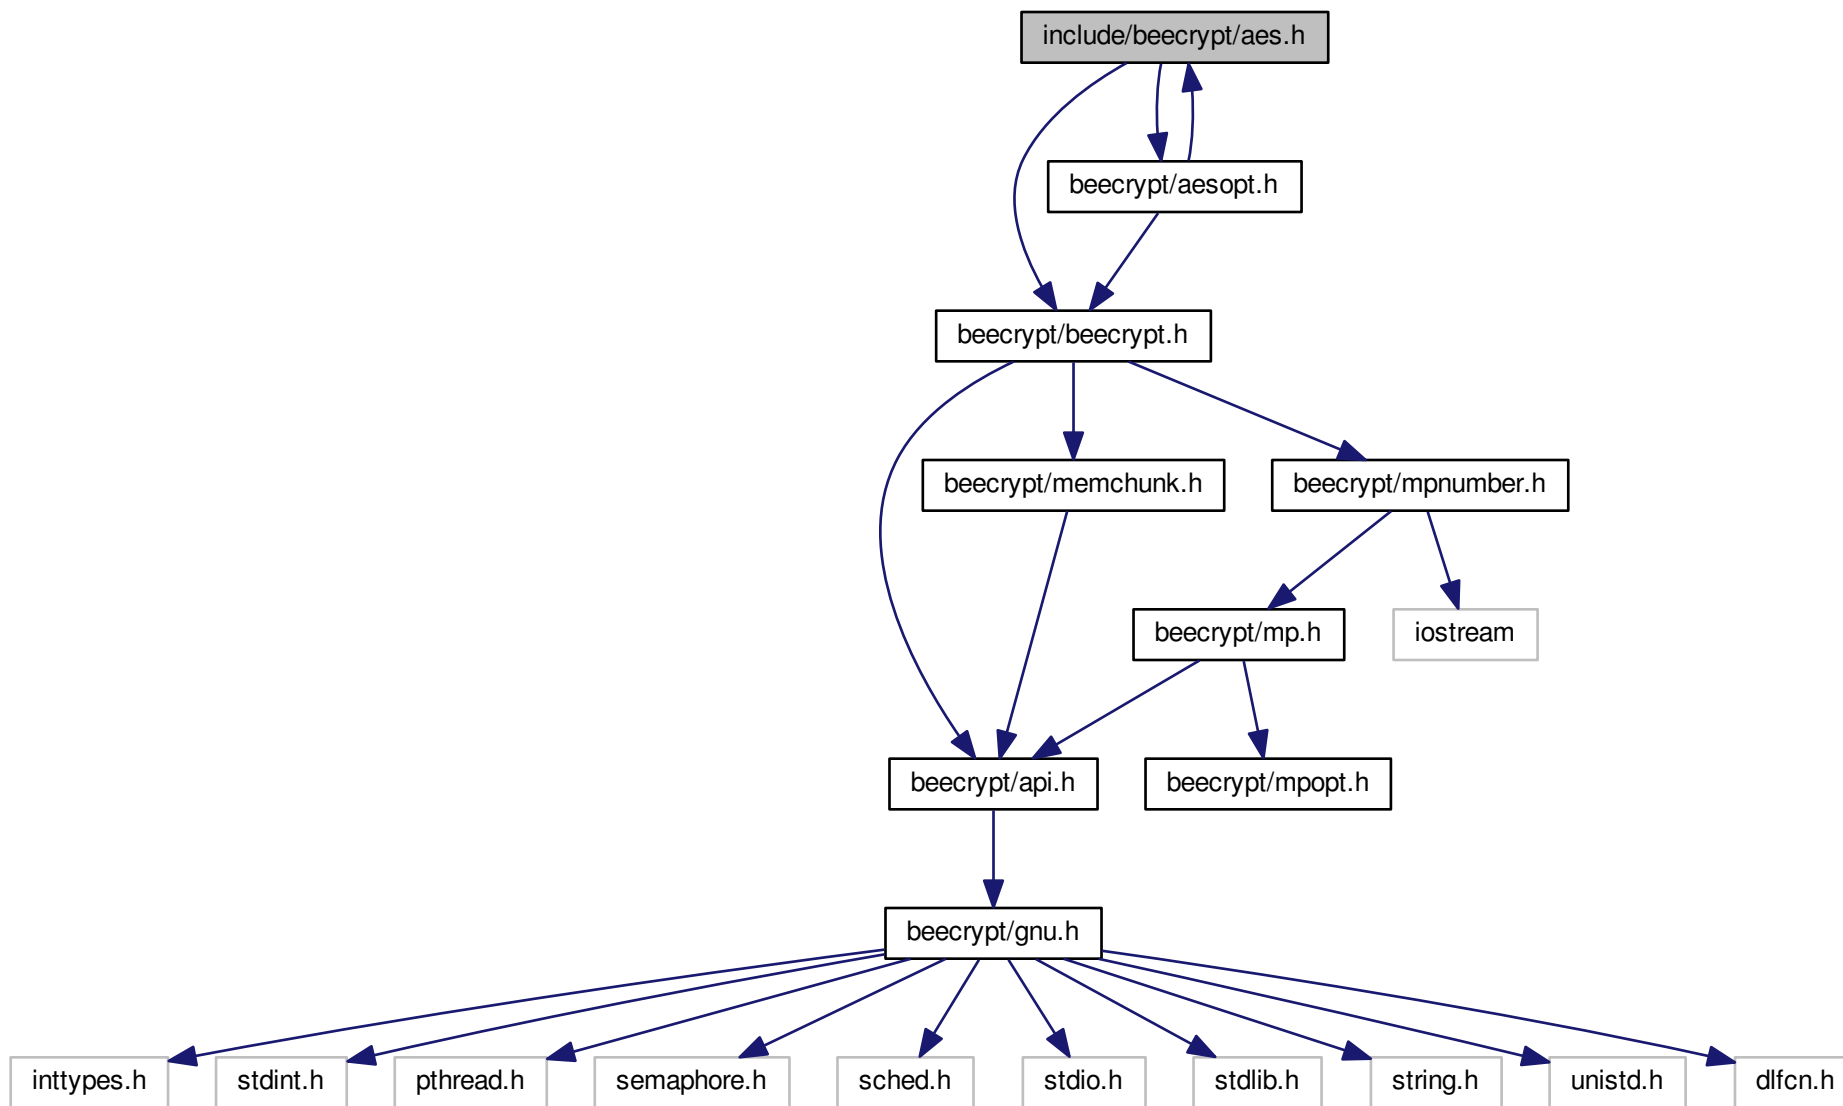 include/beecrypt/aes.h
beecrypt/aesopt.h
beecrypt/beecrypt.h
beecrypt/memchunk.h
beecrypt/mpnumber.h
beecrypt/mp.h
iostream
beecrypt/api.h
beecrypt/mpopt.h
beecrypt/gnu.h
inttypes.h
stdint.h
pthread.h
semaphore.h
sched.h
stdio.h
stdlib.h
string.h
unistd.h
dlfcn.h